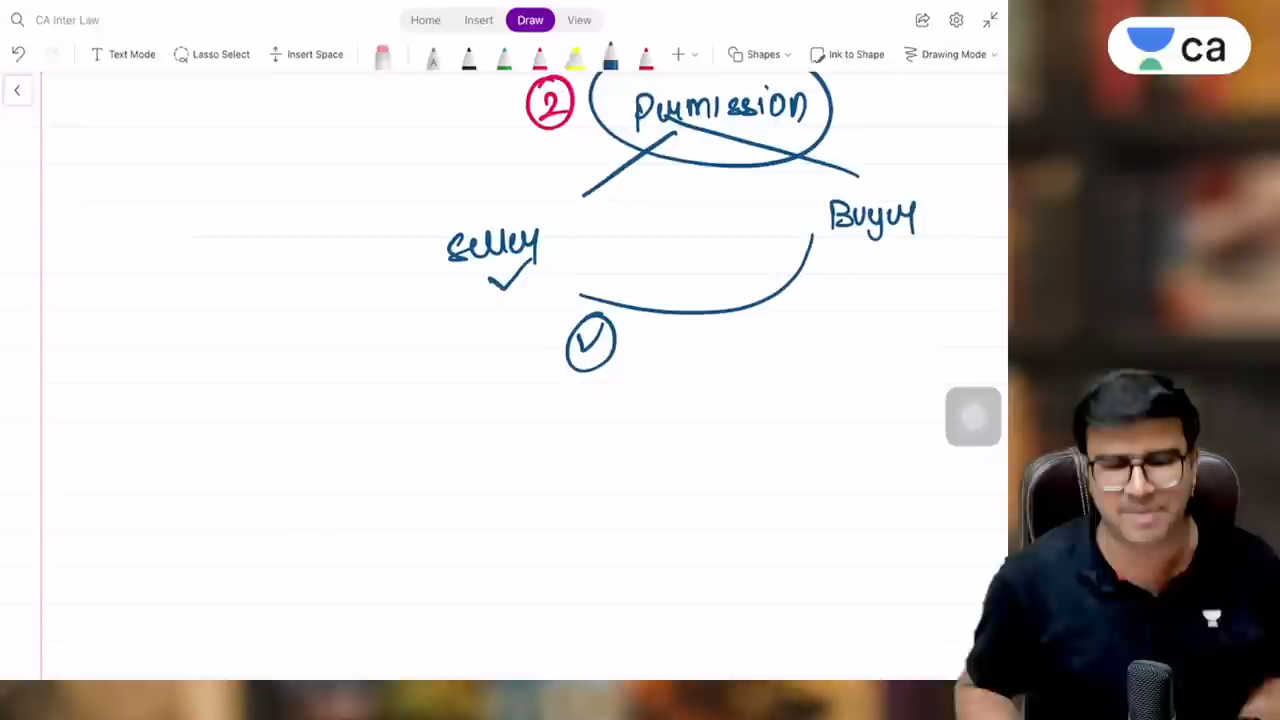 CA Inter Law
Home Insert Draw View
Text Mode Lasso Select Insert Space Shapes Ink to Shape Drawing Mode
ca
2 Permission
Seller
Buyer